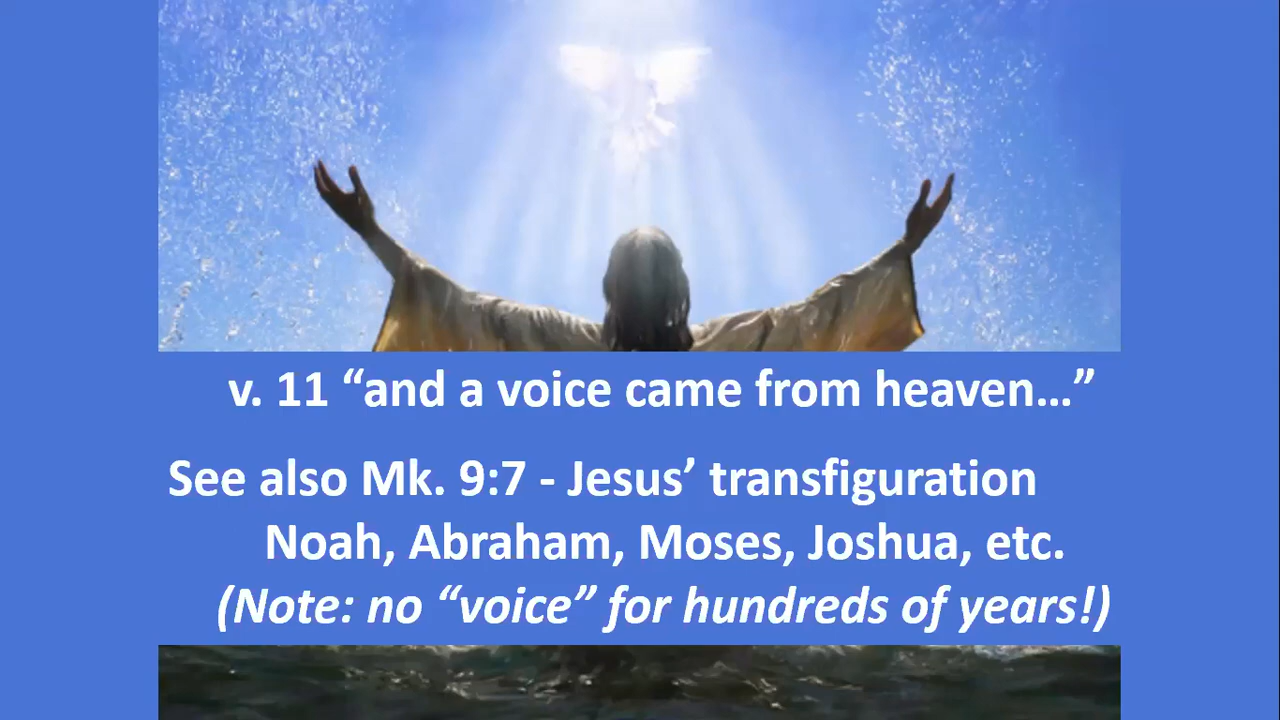 v. 11 “and a voice came from heaven…”
See also Mk. 9:7 - Jesus’ transfiguration
Noah, Abraham, Moses, Joshua, etc.
(Note: no “voice” for hundreds of years!)